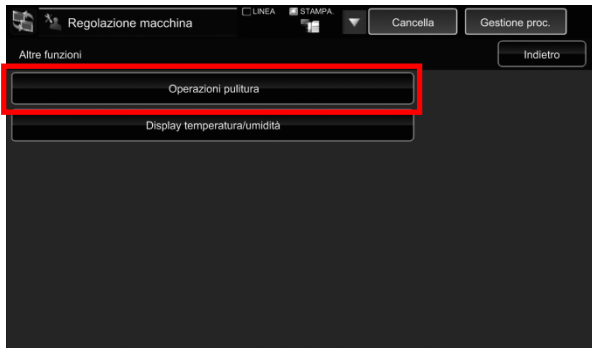 Regolazione macchina
LINEA
STAMPA.
Cancella
Gestione proc.
Altre funzioni
Indietro
Operazioni pulitura
Display temperatura/umidità